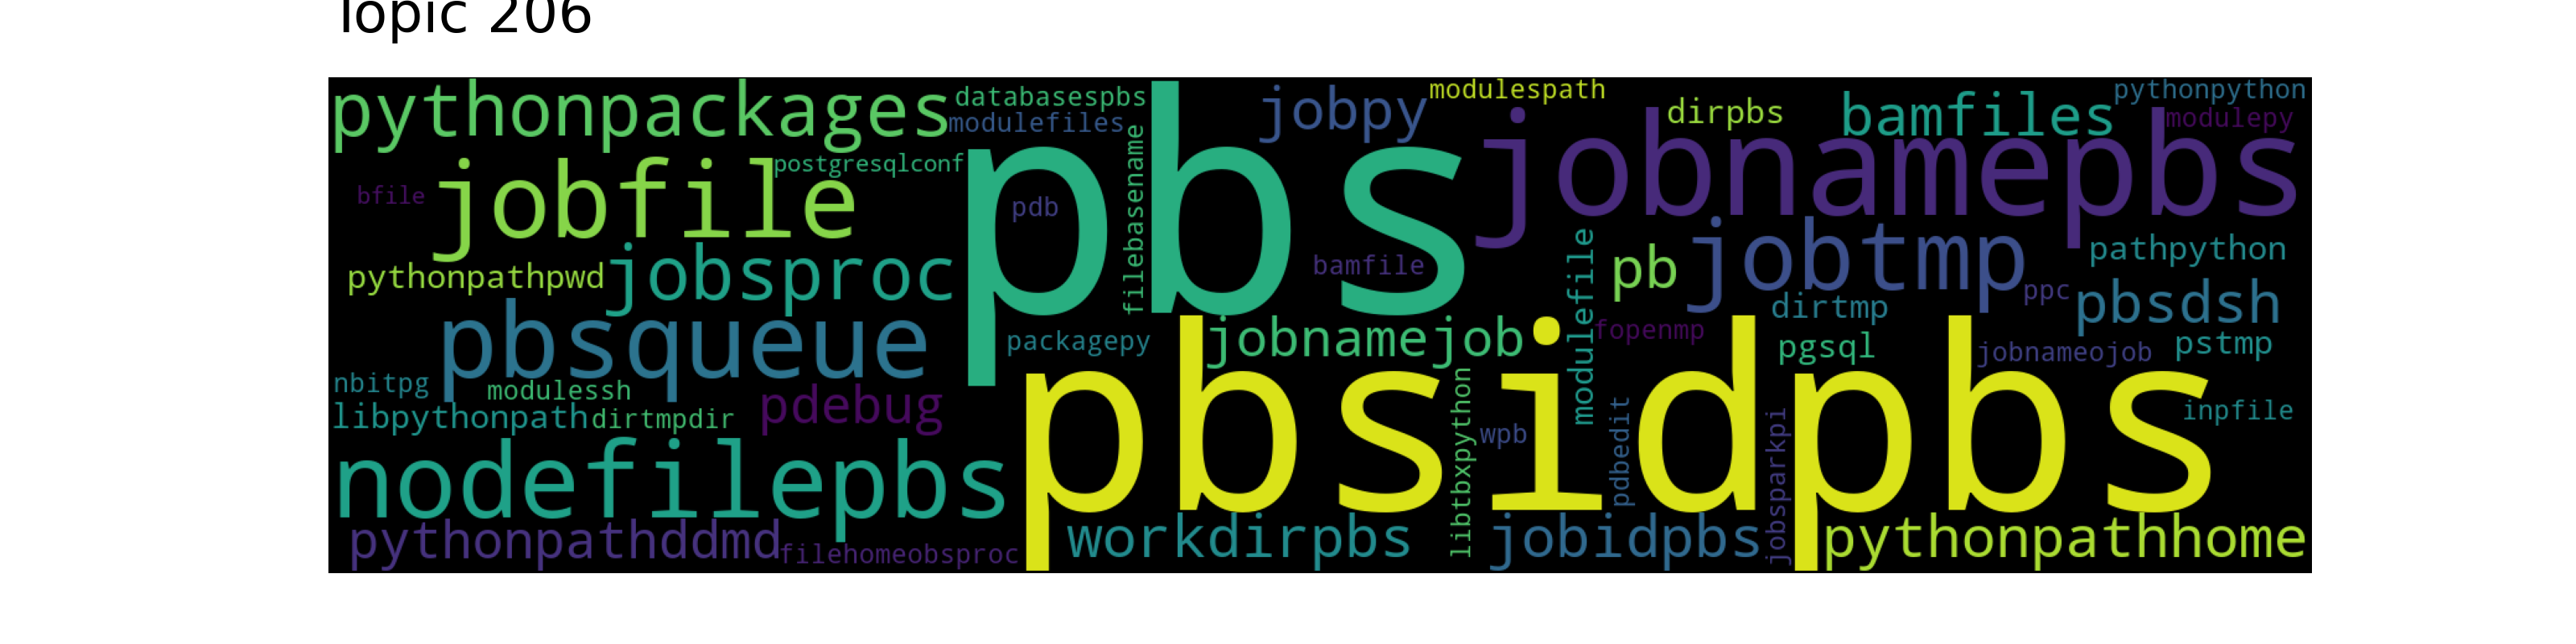 Topic 206
pythonpackages
databasespbs
modulefiles
jobpy
modulespath
dirpbs
bamfiles
pythonpython
modulepy
postgresqlconf
bfile
jobfile
pbs
pdb
filebasename
jobnamepbs
bamfile
pythonpathpwd
jobsproc
modulefile
pb
jobtmp
pathpython
ppc
pbsdsh
dirtmp
pbsqueue
packagepy
jobnamejob
fopenmp
pgsql
jobnameojob
pstmp
nbitpg
modulessh
libpythonpath
dirtmpdir
pdebug
pbsidpbs
libtbxpython
wpb
pdbedit
jobsparkpi
inpfile
nodefilepbs
pythonpathddmd
filehomeobsproc
workdirpbs
jobidpbs
pythonpathhome